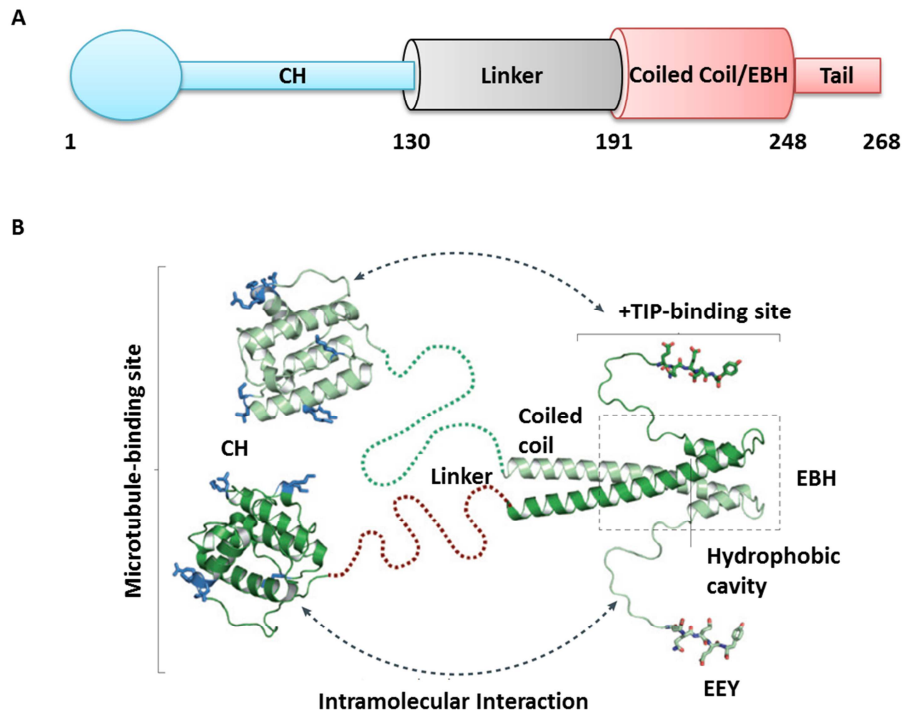 A
CH
Linker
Coiled Coil/EBH
Tail
1
130
191
248
268
B
+TIP-binding site
Microtubule-binding site
CH
Coiled
coil
Linker
EBH
Hydrophobic
cavity
EEY
Intramolecular Interaction